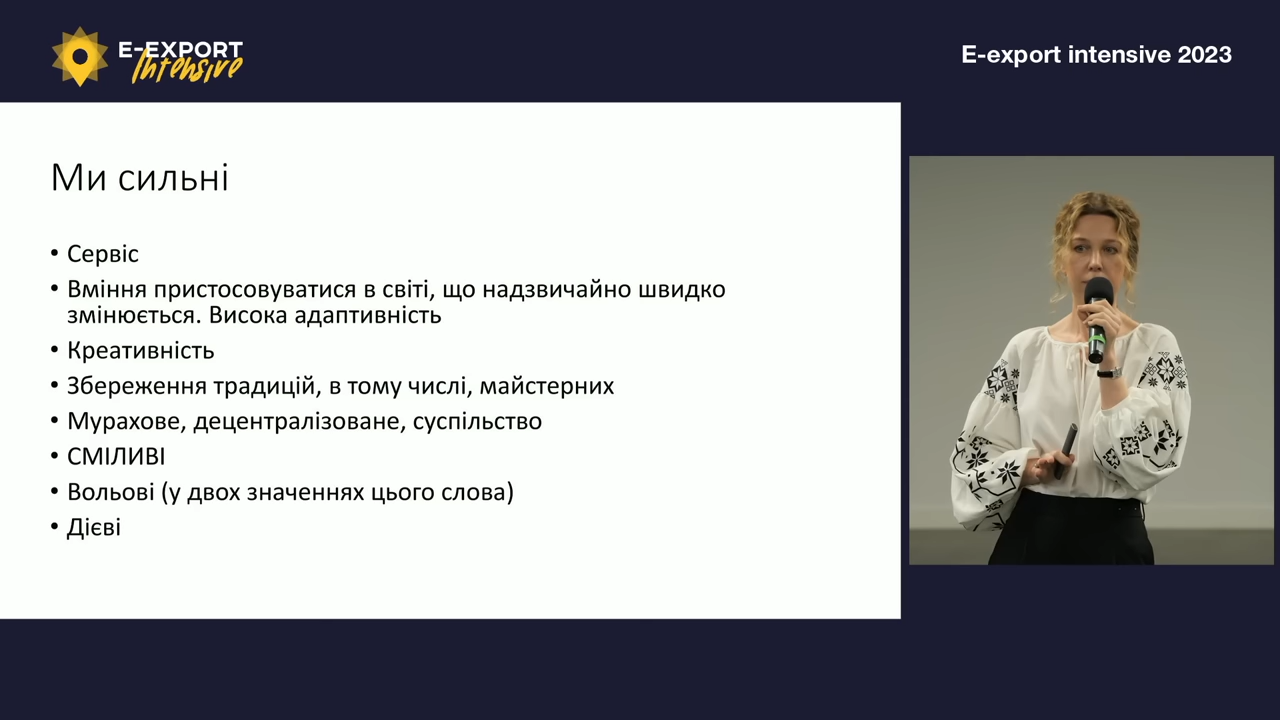 E-EXPORT
Intensive
E-export intensive 2023
Ми сильні
• Сервіс
• Вміння пристосовуватися в світі, що надзвичайно швидко
змінюється. Висока адаптивність
• Креативність
• Збереження традицій, в тому числі, майстерних
• Мурахове, децентралізоване, суспільство
• СМІЛИВІ
• Вольові (у двох значеннях цього слова)
• Дієві